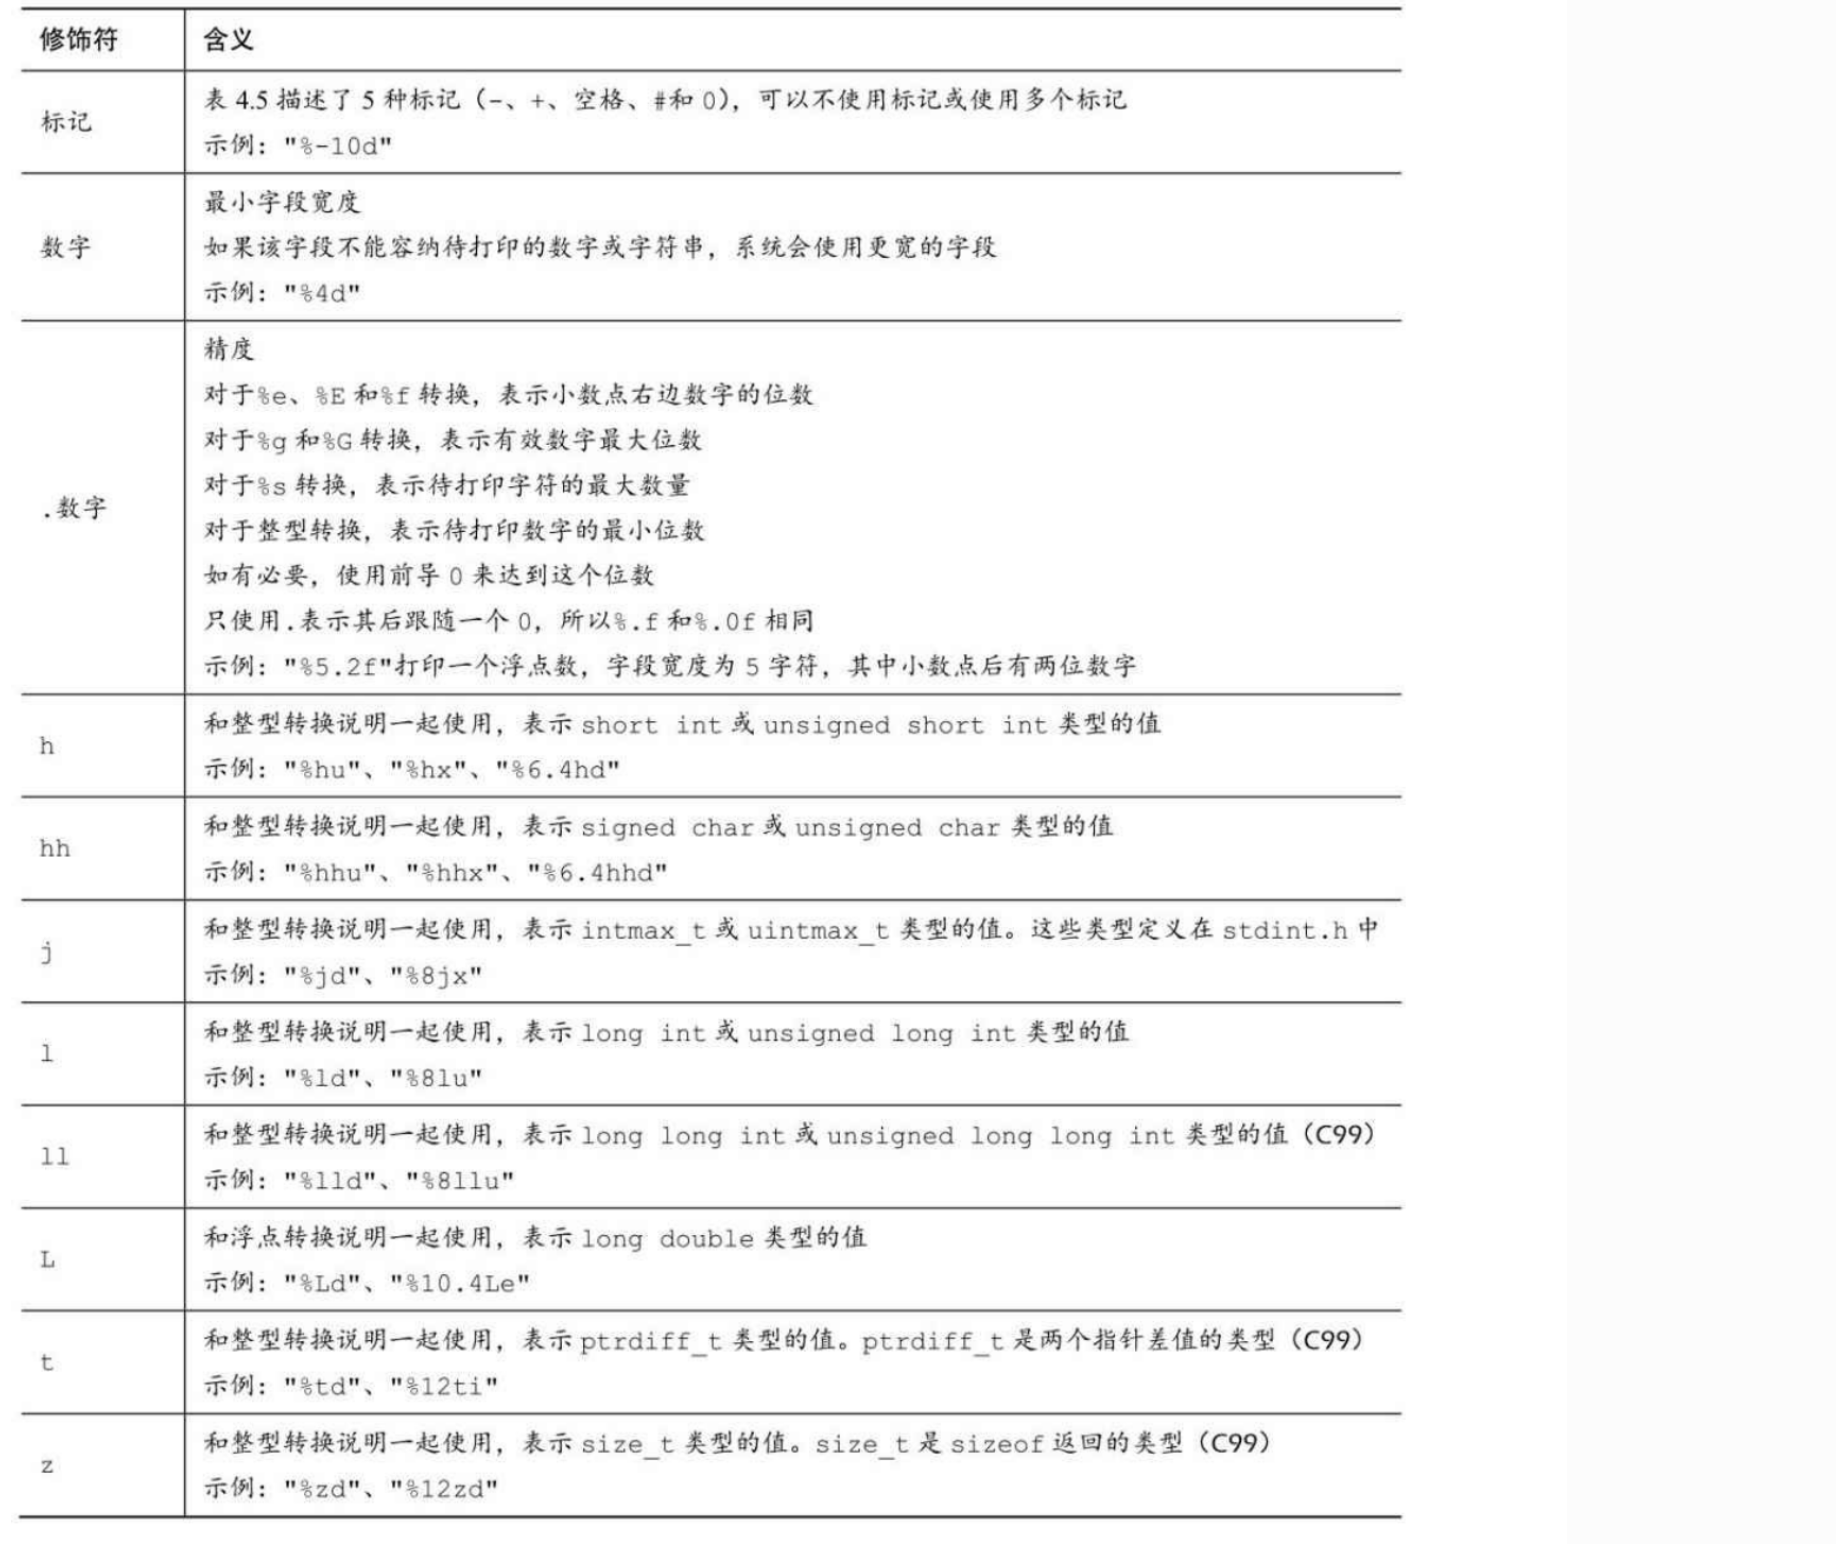 修饰符 含义
标记
表 4.5 描述了 5 种标记（-、+、空格、#和 0），可以不使用标记或使用多个标记
示例："%-10d"
数字
最小字段宽度
如果该字段不能容纳待打印的数字或字符串，系统会使用更宽的字段
示例："%4d"
.数字
精度
对于%e、%E 和%f 转换，表示小数点右边数字的位数
对于%g 和%G 转换，表示有效数字最大位数
对于%s 转换，表示待打印字符的最大数量
对于整型转换，表示待打印数字的最小位数
如有必要，使用前导 0 来达到这个位数
只使用.表示其后跟随一个 0，所以%.f 和%.0f 相同
示例："%5.2f"打印一个浮点数，字段宽度为 5 字符，其中小数点后有两位数字
h
和整型转换说明一起使用，表示 short int 或 unsigned short int 类型的值
示例："%hu"、"%hx"、"%6.4hd"
hh
和整型转换说明一起使用，表示 signed char 或 unsigned char 类型的值
示例："%hhu"、"%hhx"、"%6.4hhd"
j
和整型转换说明一起使用，表示 intmax_t 或 uintmax_t 类型的值。这些类型定义在 stdint.h 中
示例："%jd"、"%8jx"
l
和整型转换说明一起使用，表示 long int 或 unsigned long int 类型的值
示例："%ld"、"%8lu"
ll
和整型转换说明一起使用，表示 long long int 或 unsigned long long int 类型的值（C99）
示例："%lld"、"%8llu"
L
和浮点转换说明一起使用，表示 long double 类型的值
示例："%Ld"、"%10.4Le"
t
和整型转换说明一起使用，表示 ptrdiff_t 类型的值。ptrdiff_t 是两个指针差值的类型（C99）
示例："%td"、"%12ti"
z
和整型转换说明一起使用，表示 size_t 类型的值。size_t 是 sizeof 返回的类型（C99）
示例："%zd"、"%12zd"